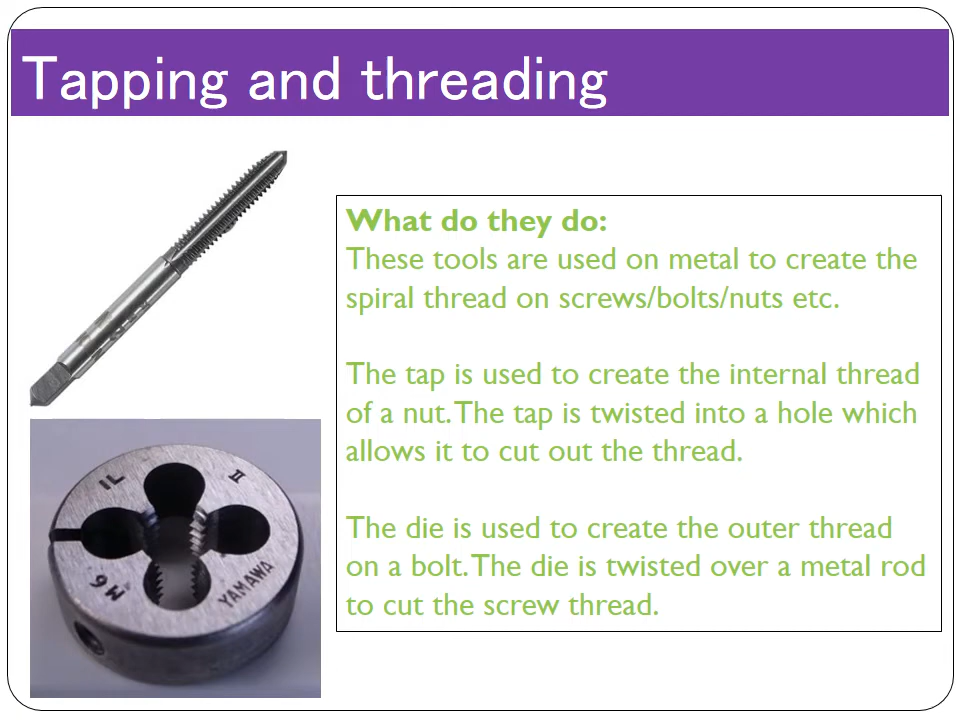 Tapping and threading
What do they do:
These tools are used on metal to create the
spiral thread on screws/bolts/nuts etc.
The tap is used to create the internal thread
of a nut. The tap is twisted into a hole which
allows it to cut out the thread.
The die is used to create the outer thread
on a bolt. The die is twisted over a metal rod
to cut the screw thread.
IL
II
M 6
YAMAWA